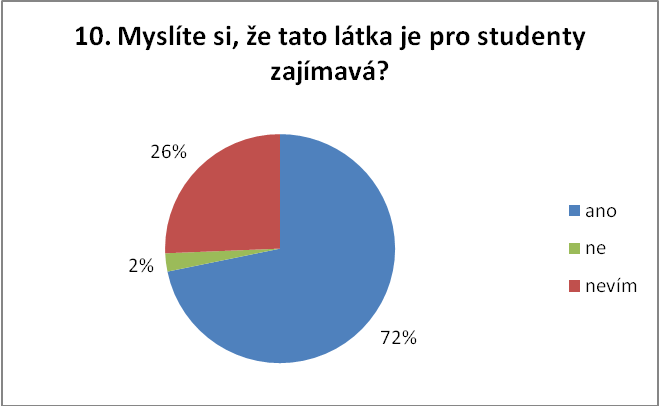 10. Myslíte si, že tato látka je pro studenty
zajímavá?
26%
2%
72%
ano
ne
nevím